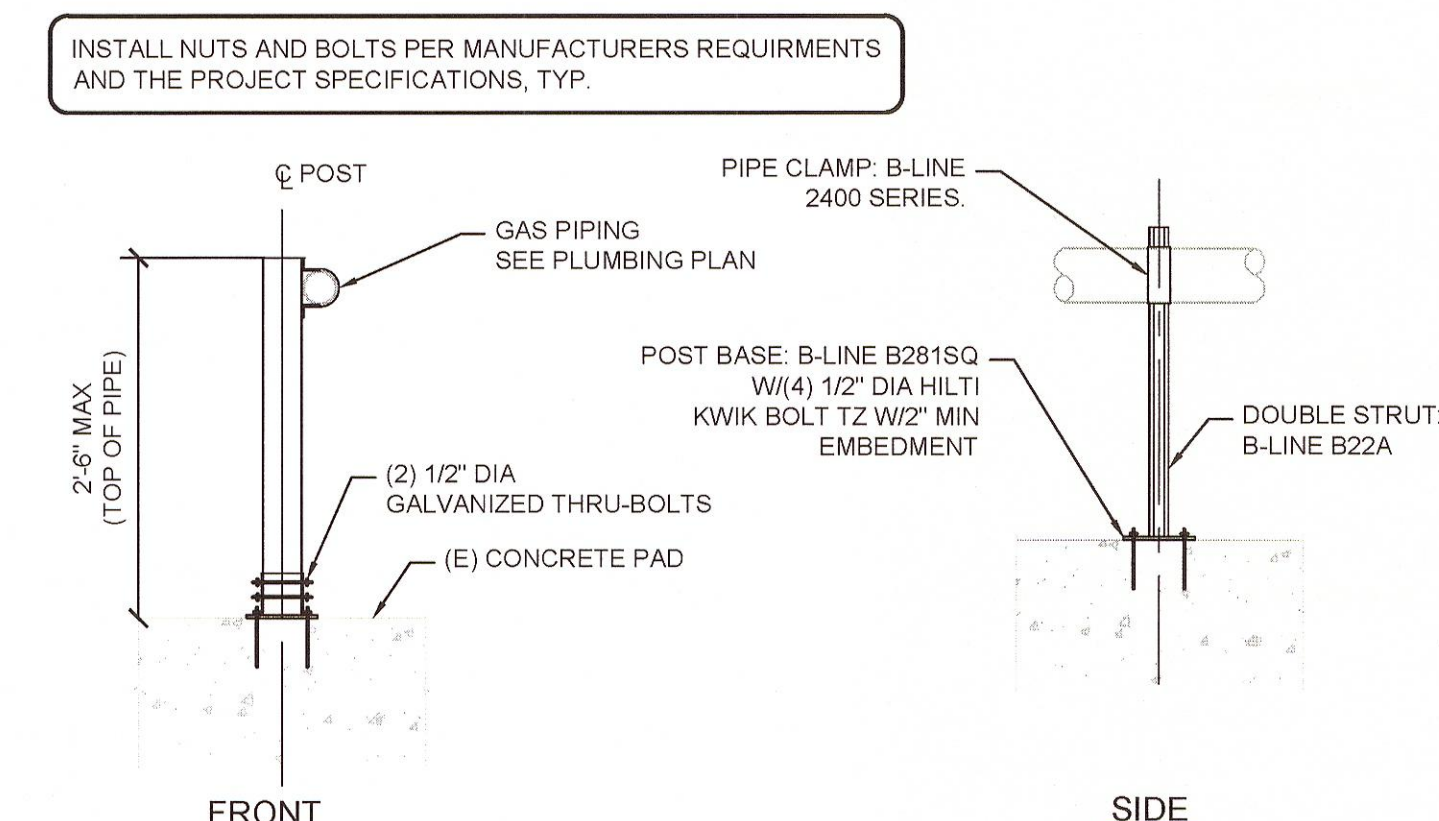 INSTALL NUTS AND BOLTS PER MANUFACTURERS REQUIRMENTS
AND THE PROJECT SPECIFICATIONS, TYP.
℄ POST
GAS PIPING
SEE PLUMBING PLAN
2'-6" MAX
(TOP OF PIPE)
(2) 1/2" DIA
GALVANIZED THRU-BOLTS
(E) CONCRETE PAD
FRONT
PIPE CLAMP: B-LINE
2400 SERIES.
POST BASE: B-LINE B281SQ
W/(4) 1/2" DIA HILTI
KWIK BOLT TZ W/2" MIN
EMBEDMENT
DOUBLE STRUT:
B-LINE B22A
SIDE